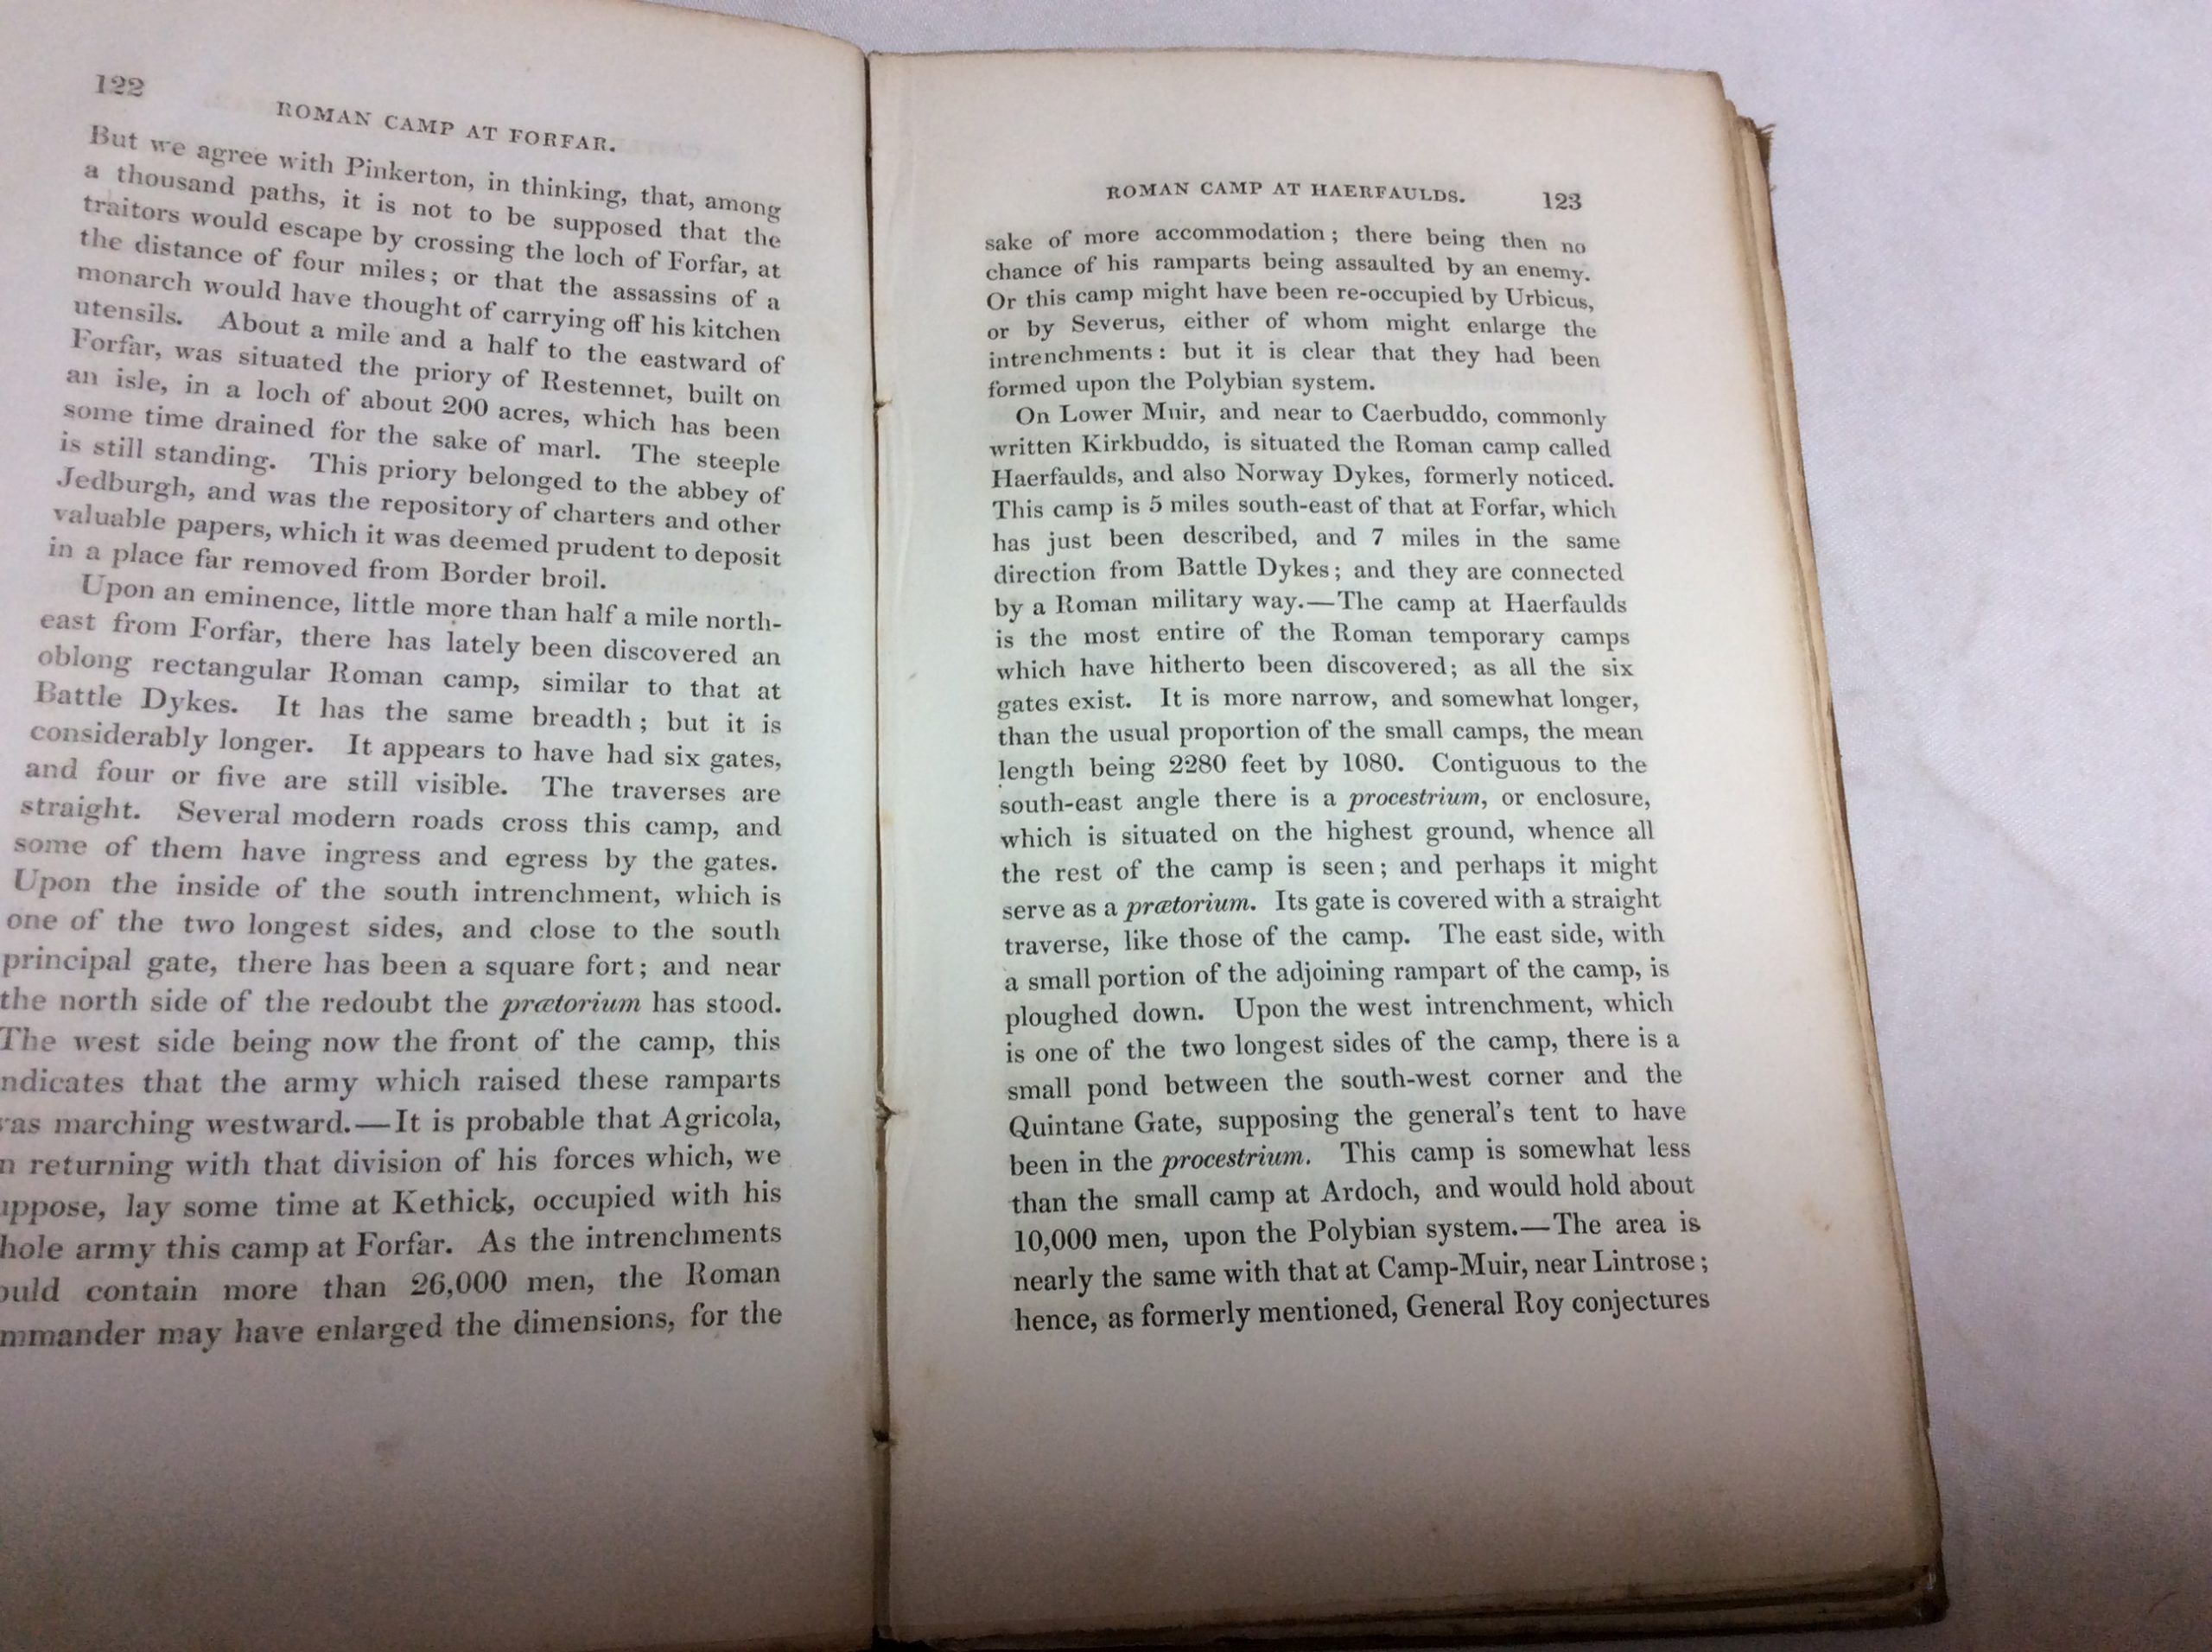 122
ROMAN CAMP AT FORFAR.
But we agree with Pinkerton, in thinking, that, among
a thousand paths, it is not to be supposed that the
traitors would escape by crossing the loch of Forfar, at
the distance of four miles; or that the assassins of a
monarch would have thought of carrying off his kitchen
utensils. About a mile and a half to the eastward of
Forfar, was situated the priory of Restennet, built on
an isle, in a loch of about 200 acres, which has been
some time drained for the sake of marl. The steeple
is still standing. This priory belonged to the abbey of
Jedburgh, and was the repository of charters and other
valuable papers, which it was deemed prudent to deposit
in a place far removed from Border broil.
Upon an eminence, little more than half a mile north-
east from Forfar, there has lately been discovered an
oblong rectangular Roman camp, similar to that at
Battle Dykes. It has the same breadth; but it is
considerably longer. It appears to have had six gates,
and four or five are still visible. The traverses are
straight. Several modern roads cross this camp, and
some of them have ingress and egress by the gates.
Upon the inside of the south intrenchment, which is
one of the two longest sides, and close to the south
principal gate, there has been a square fort; and near
the north side of the redoubt the prætorium has stood.
The west side being now the front of the camp, this
ndicates that the army which raised these ramparts
as marching westward.—It is probable that Agricola,
n returning with that division of his forces which, we
uppose, lay some time at Kethick, occupied with his
hole army this camp at Forfar. As the intrenchments
ould contain more than 26,000 men, the Roman
mmander may have enlarged the dimensions, for the
ROMAN CAMP AT HAERFAULDS. 123
sake of more accommodation; there being then no
chance of his ramparts being assaulted by an enemy.
Or this camp might have been re-occupied by Urbicus,
or by Severus, either of whom might enlarge the
intrenchments: but it is clear that they had been
formed upon the Polybian system.
On Lower Muir, and near to Caerbuddo, commonly
written Kirkbuddo, is situated the Roman camp called
Haerfaulds, and also Norway Dykes, formerly noticed.
This camp is 5 miles south-east of that at Forfar, which
has just been described, and 7 miles in the same
direction from Battle Dykes; and they are connected
by a Roman military way.—The camp at Haerfaulds
is the most entire of the Roman temporary camps
which have hitherto been discovered; as all the six
gates exist. It is more narrow, and somewhat longer,
than the usual proportion of the small camps, the mean
length being 2280 feet by 1080. Contiguous to the
south-east angle there is a procestrium, or enclosure,
which is situated on the highest ground, whence all
the rest of the camp is seen; and perhaps it might
serve as a prætorium. Its gate is covered with a straight
traverse, like those of the camp. The east side, with
a small portion of the adjoining rampart of the camp, is
ploughed down. Upon the west intrenchment, which
is one of the two longest sides of the camp, there is a
small pond between the south-west corner and the
Quintane Gate, supposing the general's tent to have
been in the procestrium. This camp is somewhat less
than the small camp at Ardoch, and would hold about
10,000 men, upon the Polybian system.—The area is
nearly the same with that at Camp-Muir, near Lintrose;
hence, as formerly mentioned, General Roy conjectures